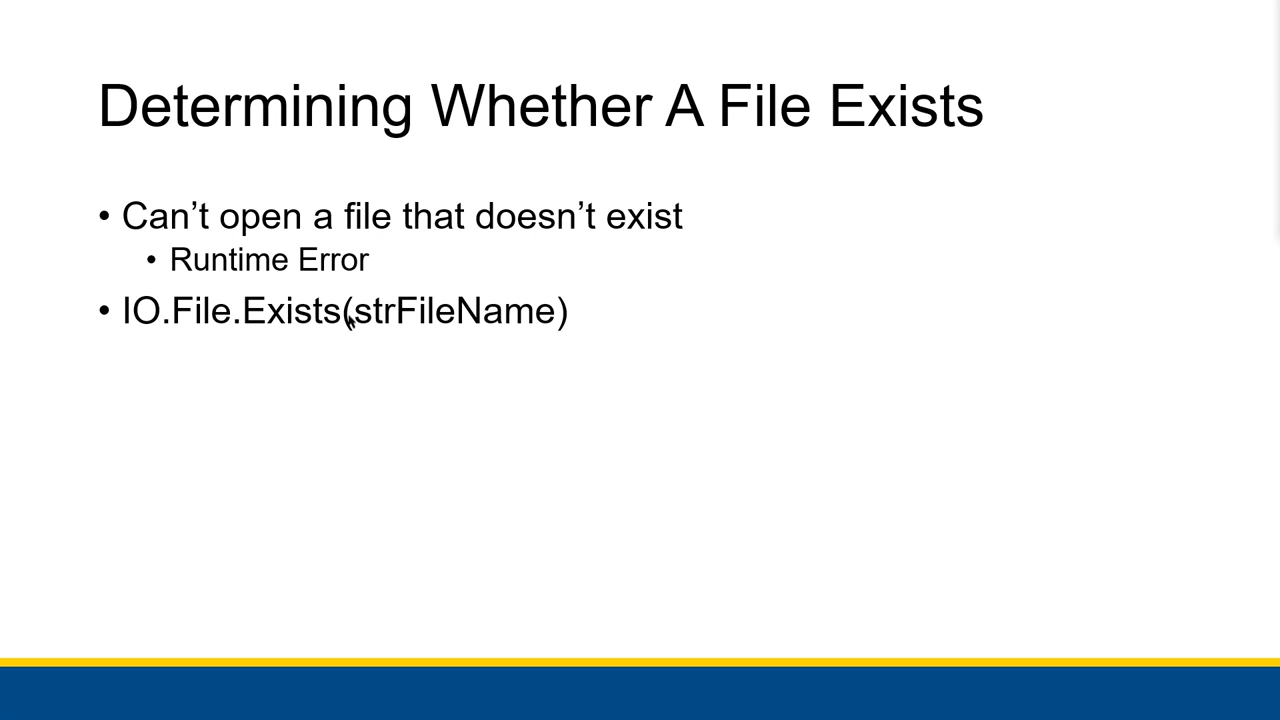 Determining Whether A File Exists
• Can’t open a file that doesn’t exist
• Runtime Error
• IO.File.Exists(strFileName)